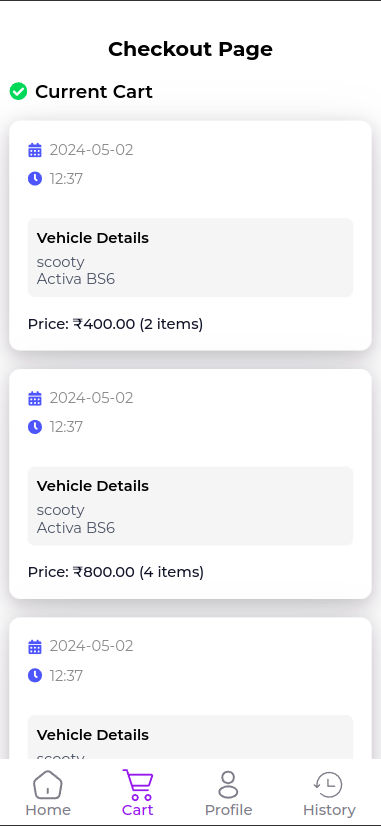 Checkout Page
Current Cart
2024-05-02
12:37
Vehicle Details
scooty
Activa BS6
Price: ₹400.00 (2 items)
2024-05-02
12:37
Vehicle Details
scooty
Activa BS6
Price: ₹800.00 (4 items)
2024-05-02
12:37
Vehicle Details
scooty
Home Cart Profile History